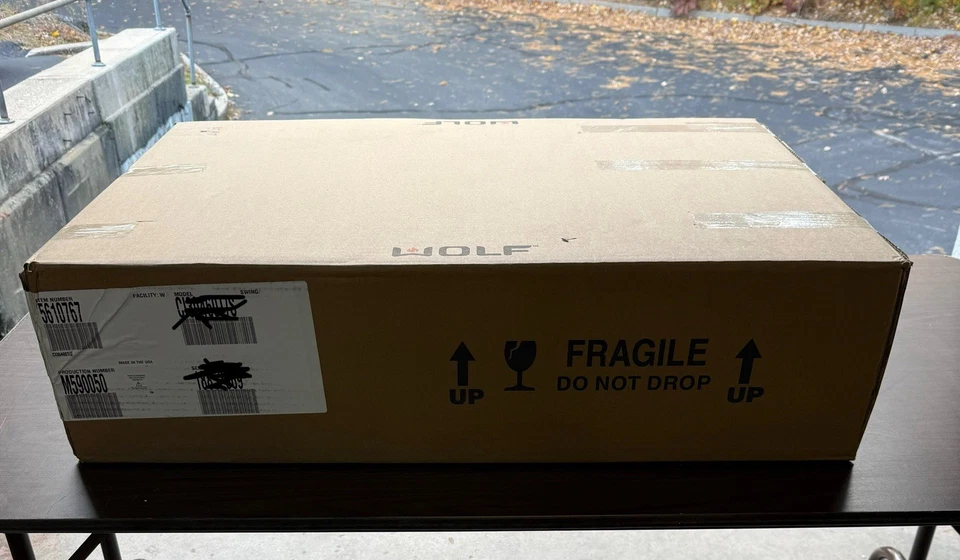 WOLF
WOLF
ITEM NUMBER
5610767
FACILITY: W
MODEL
SWING:
MADE IN THE USA
PRODUCTION NUMBER
M590050
UP
FRAGILE
DO NOT DROP
UP